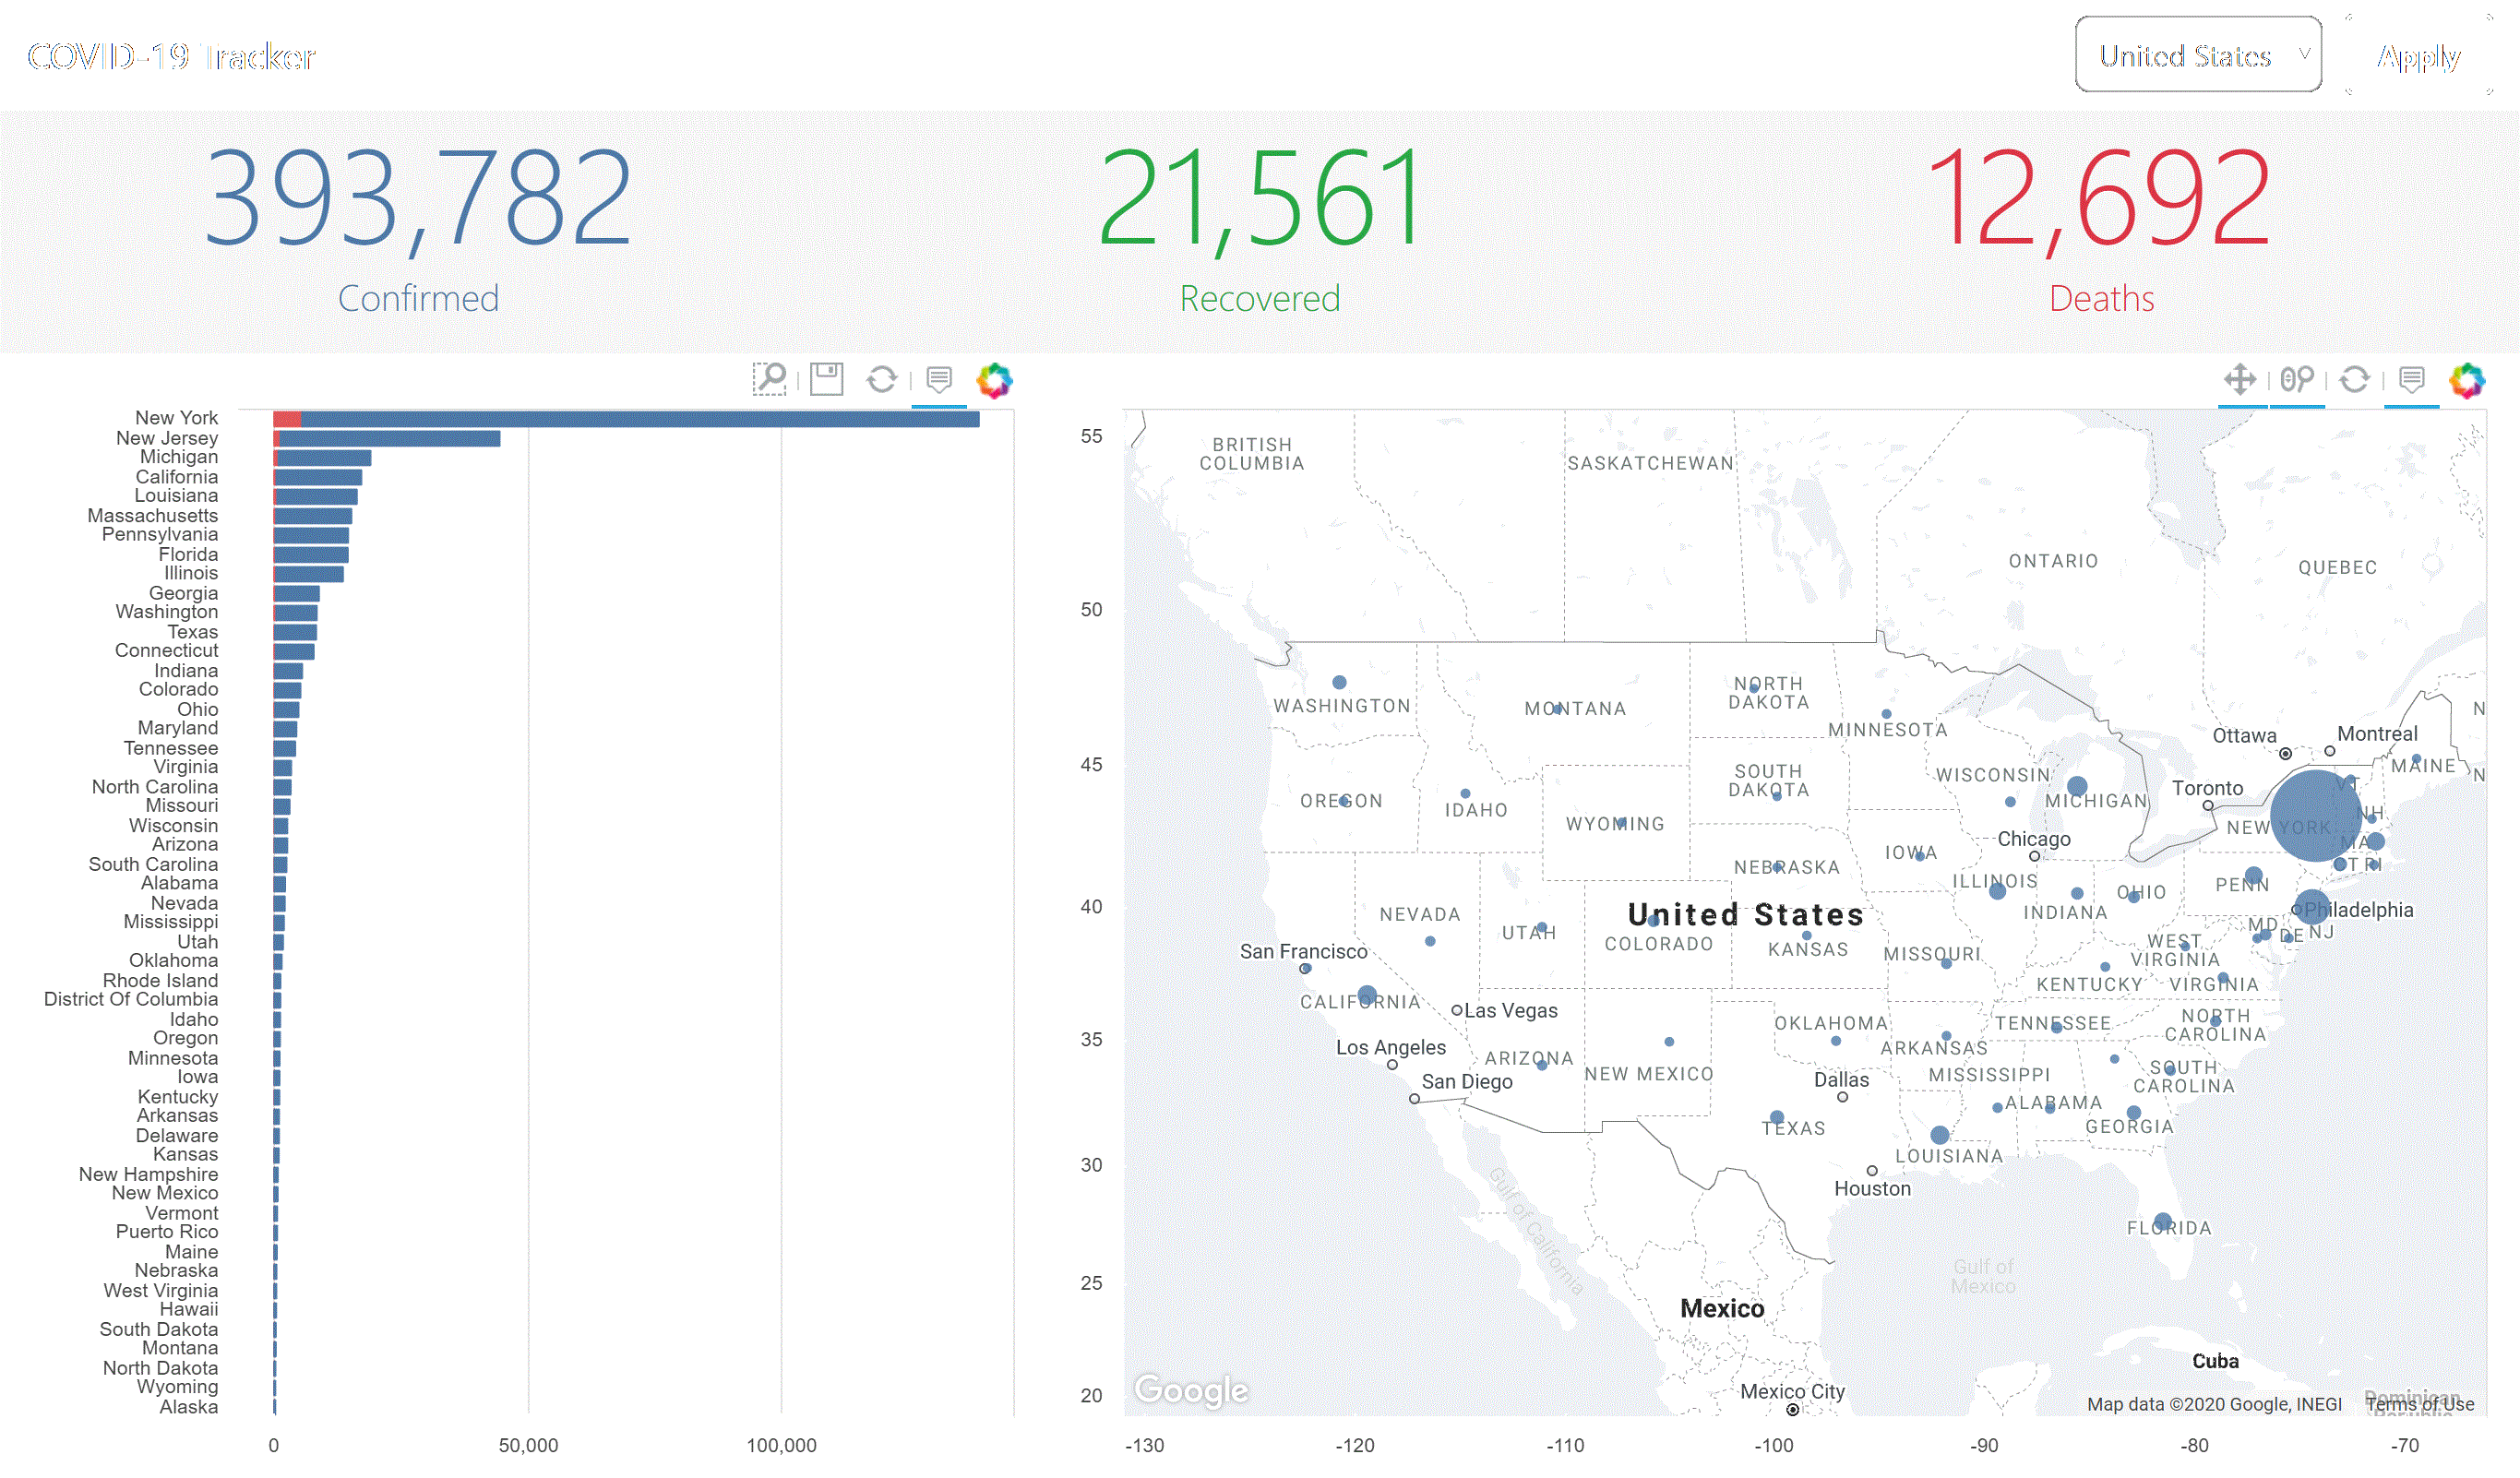 COVID-19 Tracker
United States
Apply
393,782
Confirmed
21,561
Recovered
12,692
Deaths
New York
New Jersey
Michigan
California
Louisiana
Massachusetts
Pennsylvania
Florida
Illinois
Georgia
Washington
Texas
Connecticut
Indiana
Colorado
Ohio
Maryland
Tennessee
Virginia
North Carolina
Missouri
Wisconsin
Arizona
South Carolina
Alabama
Nevada
Mississippi
Utah
Oklahoma
Rhode Island
District Of Columbia
Idaho
Oregon
Minnesota
Iowa
Kentucky
Arkansas
Delaware
Kansas
New Hampshire
New Mexico
Vermont
Puerto Rico
Maine
Nebraska
West Virginia
Hawaii
South Dakota
Montana
North Dakota
Wyoming
Alaska
0
50,000
100,000
55
50
45
40
35
30
25
20
BRITISH
COLUMBIA
SASKATCHEWAN
ONTARIO
QUEBEC
WASHINGTON
MONTANA
NORTH
DAKOTA
MINNESOTA
Ottawa
Montreal
N
MAINE
N
OREGON
IDAHO
WYOMING
SOUTH
DAKOTA
WISCONSIN
MICHIGAN
Toronto
VT
NH
NEW YORK
MA
CT RI
NEBRASKA
IOWA
Chicago
ILLINOIS
INDIANA
OHIO
PENN
Philadelphia
MD
DE
NJ
NEVADA
UTAH
United States
COLORADO
KANSAS
MISSOURI
WEST
VIRGINIA
KENTUCKY
VIRGINIA
San Francisco
CALIFORNIA
Las Vegas
Los Angeles
San Diego
ARIZONA
NEW MEXICO
OKLAHOMA
ARKANSAS
TENNESSEE
NORTH
CAROLINA
SOUTH
CAROLINA
MISSISSIPPI
ALABAMA
GEORGIA
Dallas
TEXAS
LOUISIANA
Houston
FLORIDA
Gulf of California
Gulf of
Mexico
Mexico
Mexico City
Cuba
Dominican
Republic
Google
Map data ©2020 Google, INEGI
Terms of Use
-130
-120
-110
-100
-90
-80
-70